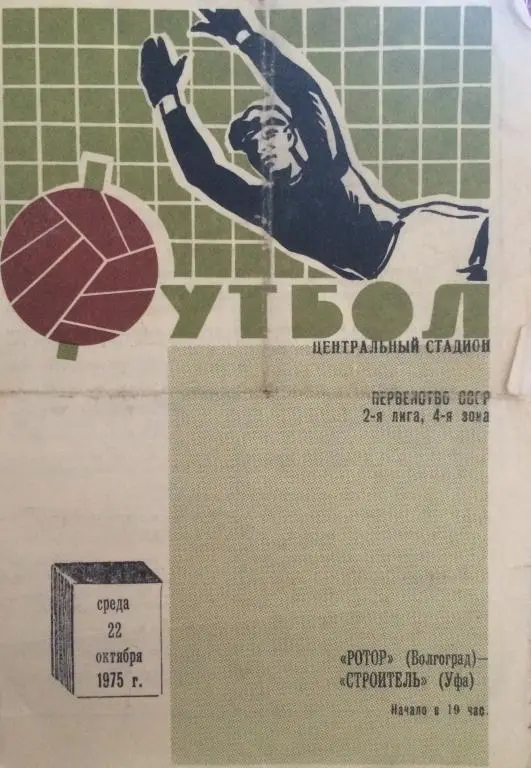 ФУТБОЛ
ЦЕНТРАЛЬНЫЙ СТАДИОН
ПЕРВЕНСТВО СССР
2-я лига, 4-я зона
среда
22
октября
1975 г.
«РОТОР» (Волгоград)—
«СТРОИТЕЛЬ» (Уфа)
Начало в 19 час.